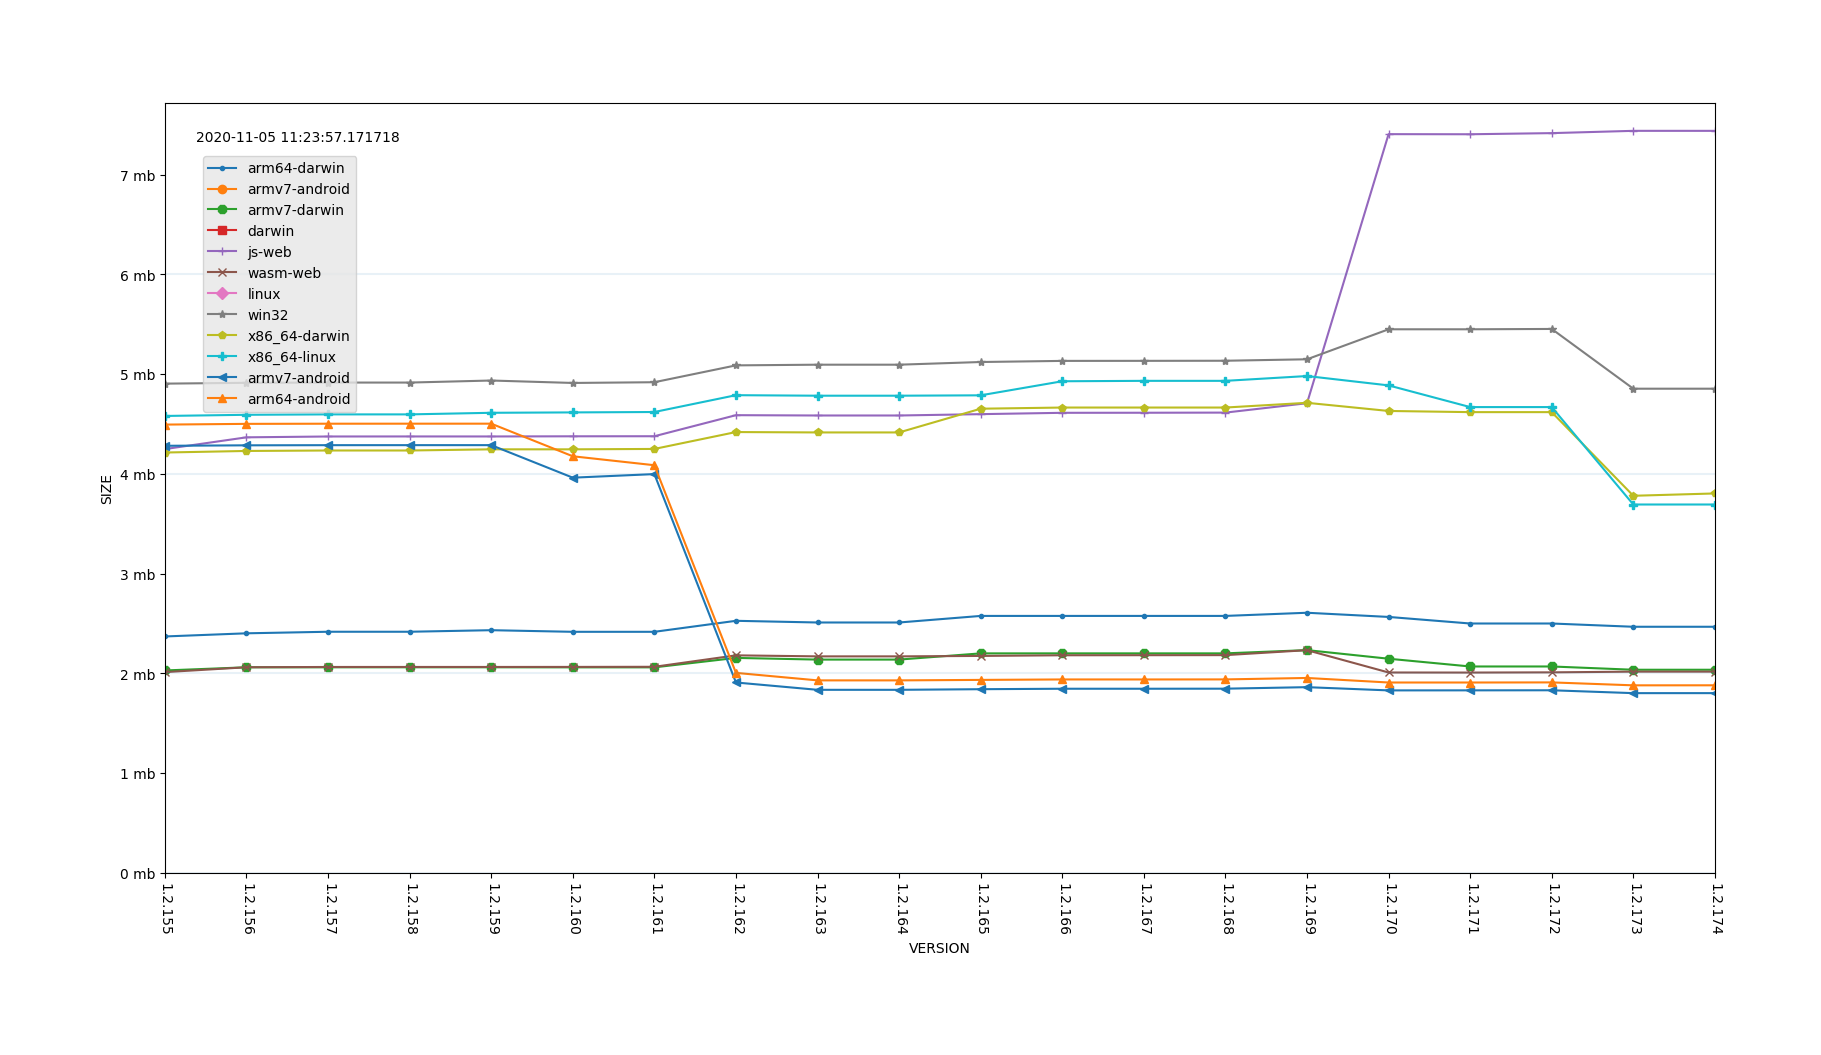 2020-11-05 11:23:57.171718
arm64-darwin
armv7-android
armv7-darwin
darwin
js-web
wasm-web
linux
win32
x86_64-darwin
x86_64-linux
armv7-android
arm64-android
7 mb
6 mb
5 mb
4 mb
3 mb
2 mb
1 mb
0 mb
SIZE
1.2.155
1.2.156
1.2.157
1.2.158
1.2.159
1.2.160
1.2.161
1.2.162
1.2.163
1.2.164
1.2.165
1.2.166
1.2.167
1.2.168
1.2.169
1.2.170
1.2.171
1.2.172
1.2.173
1.2.174
VERSION